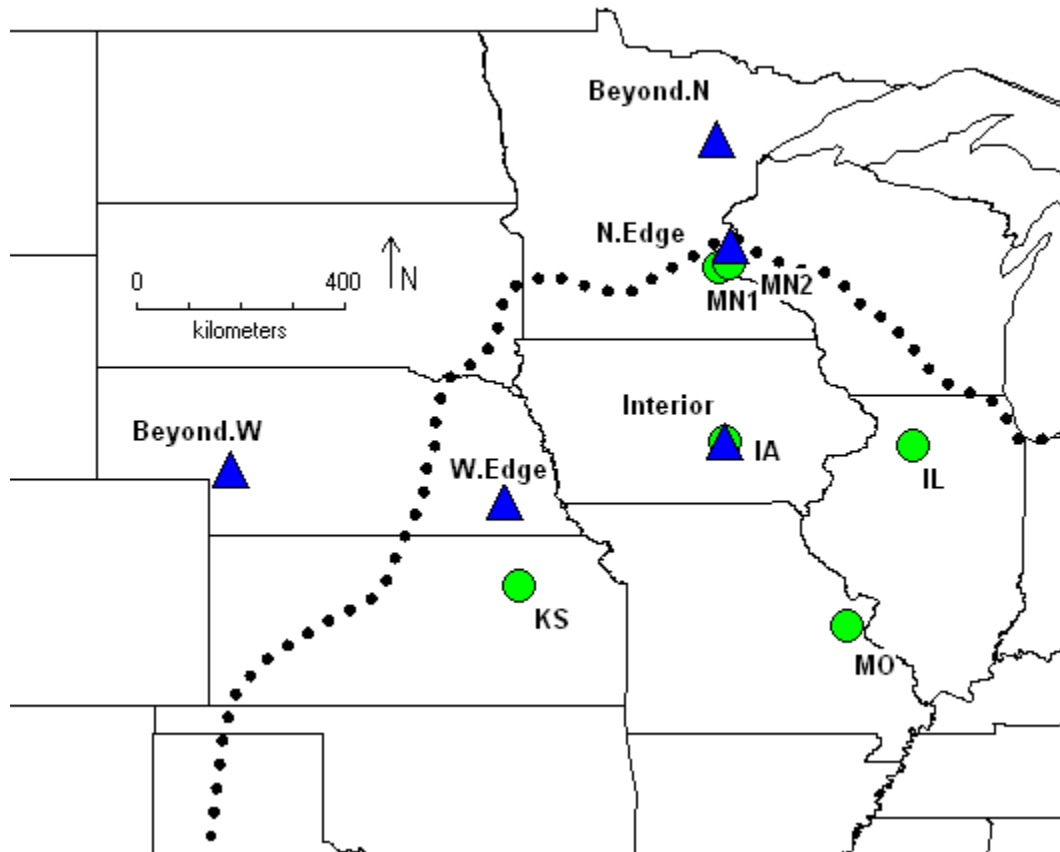 Beyond.N
N.Edge
0 400
N
kilometers
MN2
MN1
Interior
Beyond.W
IA
W.Edge
IL
KS
MO